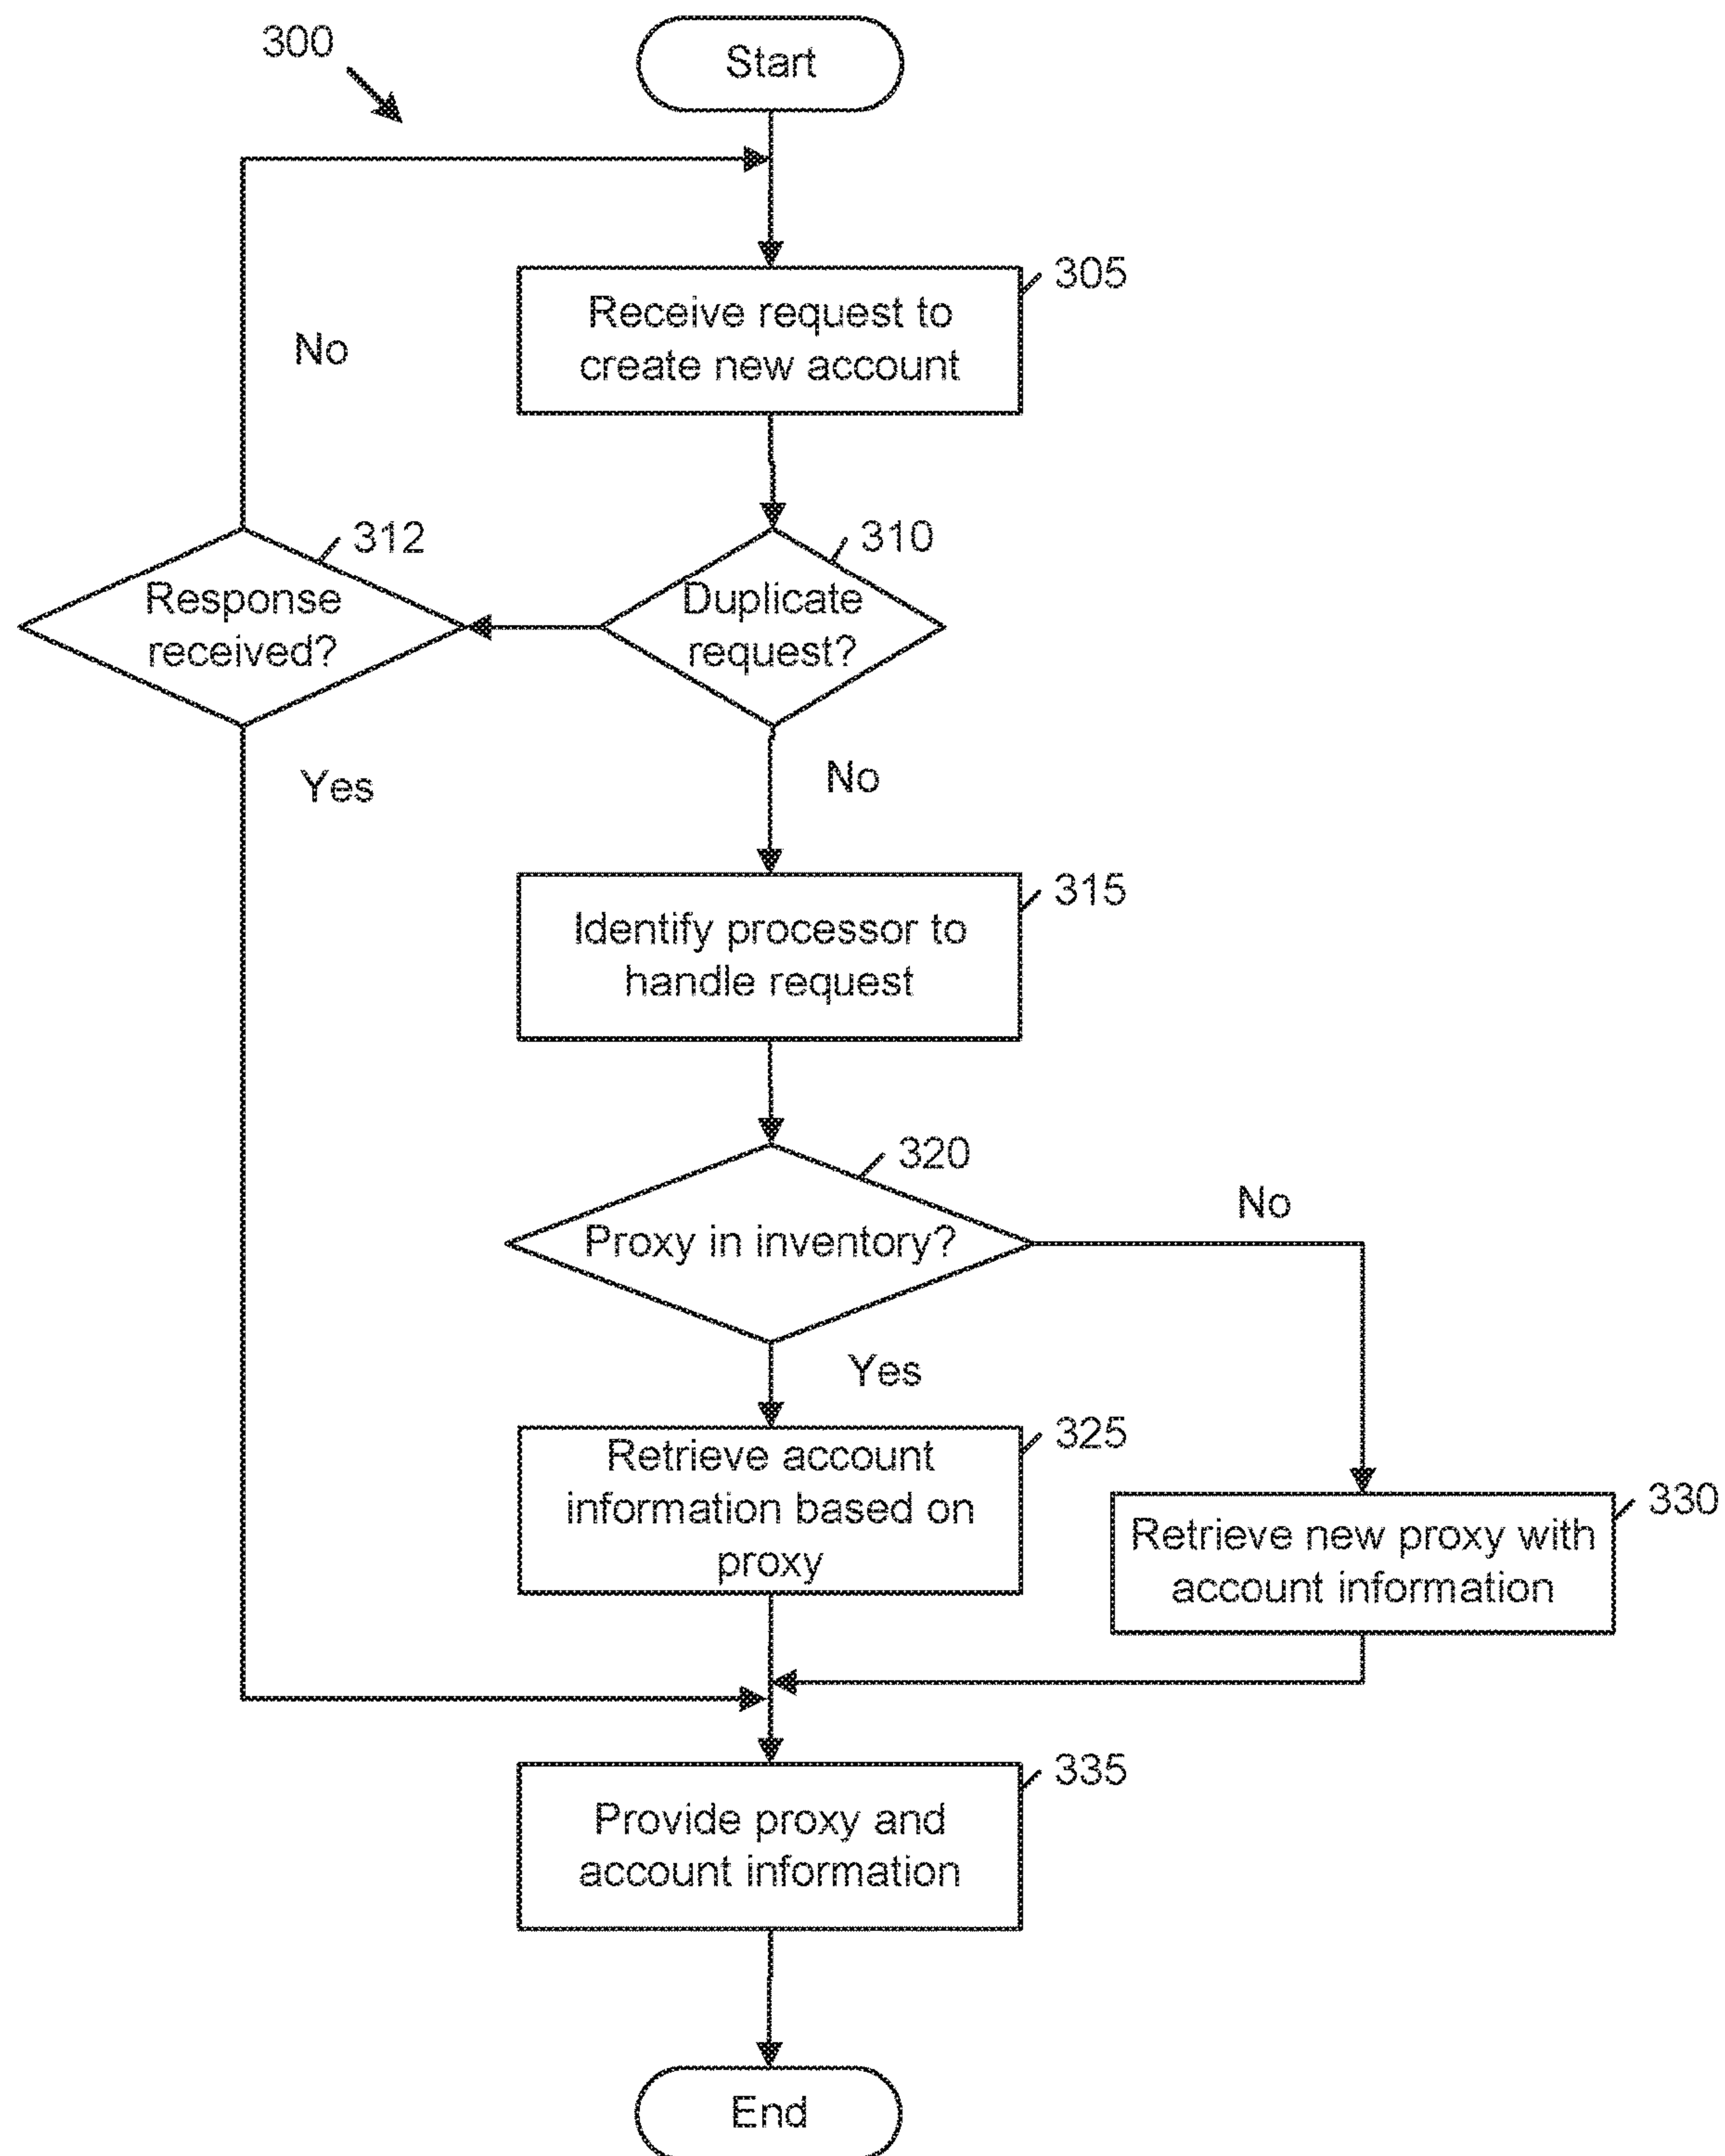 300
Start
305
Receive request to
create new account
No
312
310
Response
received?
Duplicate
request?
Yes
No
315
Identify processor to
handle request
320
Proxy in inventory?
No
Yes
325
Retrieve account
information based on
proxy
330
Retrieve new proxy with
account information
335
Provide proxy and
account information
End